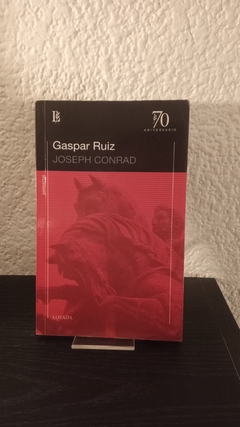 70
ANIVERSARIO
Gaspar Ruiz
JOSEPH CONRAD
LOSADA